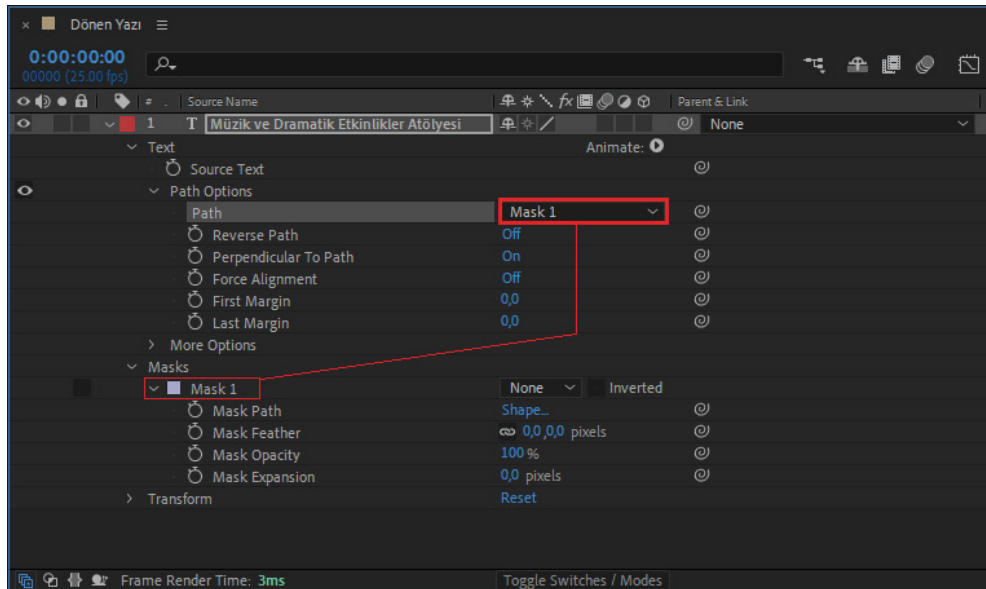 × Dönen Yazı
0:00:00:00
00000 (25.00 fps)
# . Source Name Parent & Link
1 T Müzik ve Dramatik Etkinlikler Atölyesi None
Text Animate:
Source Text
Path Options
Path Mask 1
Reverse Path Off
Perpendicular To Path On
Force Alignment Off
First Margin 0,0
Last Margin 0,0
More Options
Masks
Mask 1 None Inverted
Mask Path Shape...
Mask Feather 0,0,0,0 pixels
Mask Opacity 100 %
Mask Expansion 0,0 pixels
Transform Reset
Frame Render Time: 3ms Toggle Switches / Modes